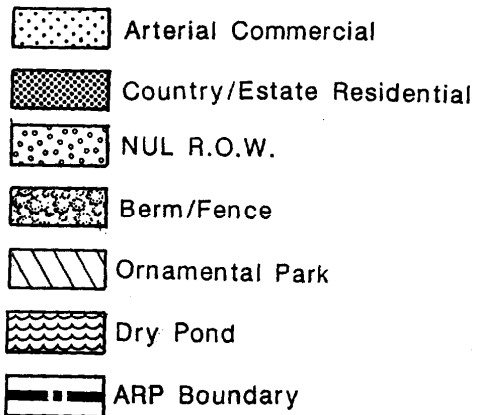 Arterial Commercial
Country/Estate Residential
NUL R.O.W.
Berm/Fence
Ornamental Park
Dry Pond
ARP Boundary